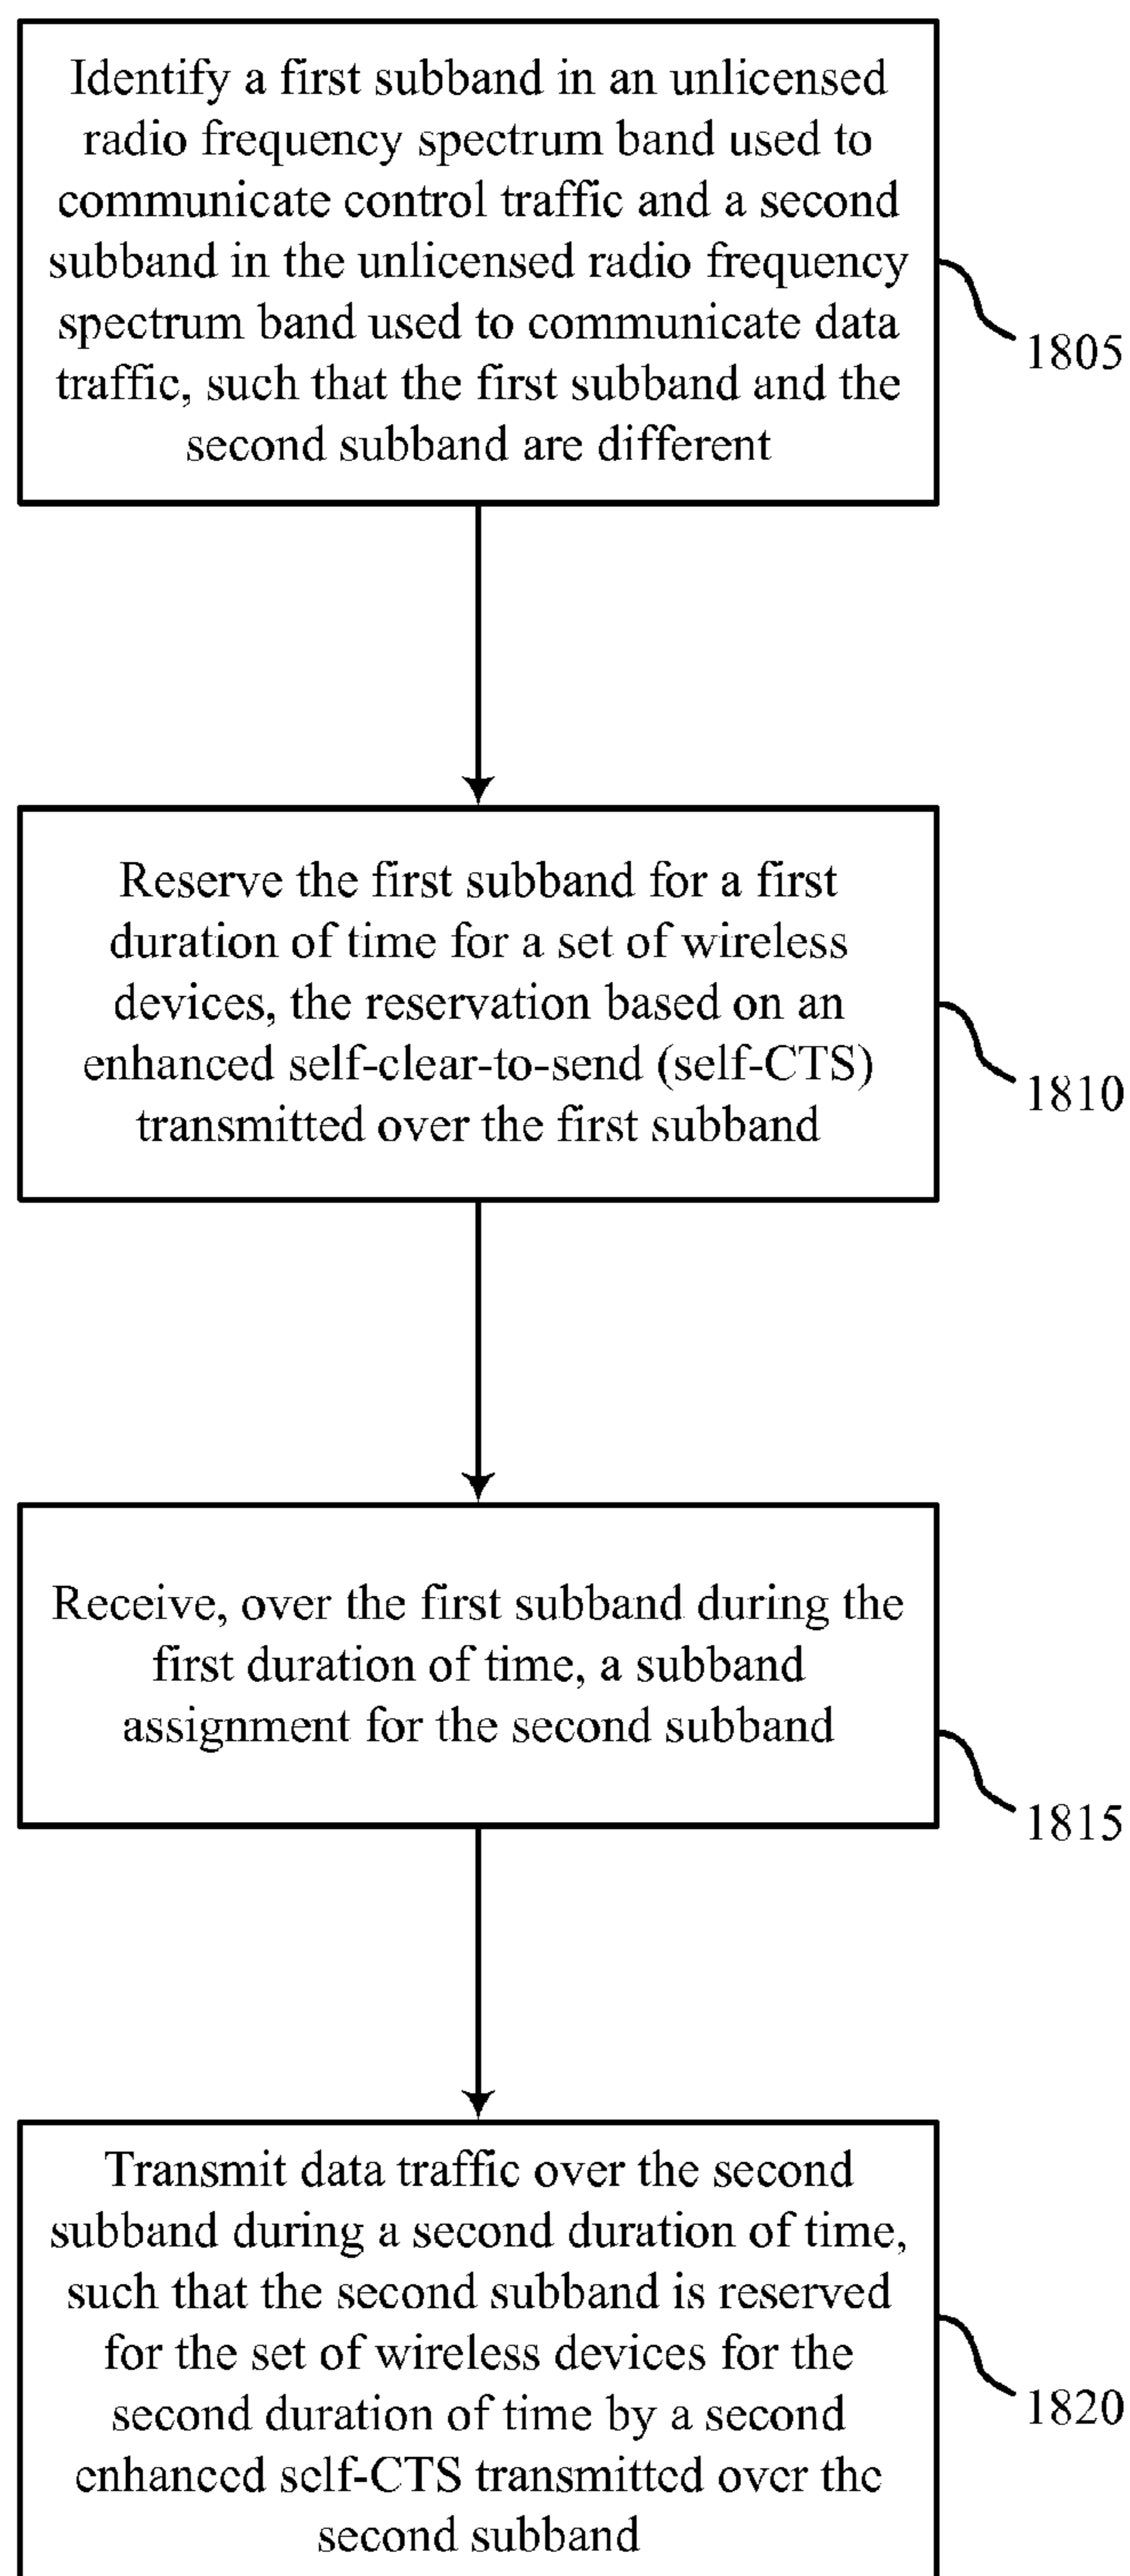 Identify a first subband in an unlicensed
radio frequency spectrum band used to
communicate control traffic and a second
subband in the unlicensed radio frequency
spectrum band used to communicate data
traffic, such that the first subband and the
second subband are different
1805
Reserve the first subband for a first
duration of time for a set of wireless
devices, the reservation based on an
enhanced self-clear-to-send (self-CTS)
transmitted over the first subband
1810
Receive, over the first subband during the
first duration of time, a subband
assignment for the second subband
1815
Transmit data traffic over the second
subband during a second duration of time,
such that the second subband is reserved
for the set of wireless devices for the
second duration of time by a second
enhanced self-CTS transmitted over the
second subband
1820